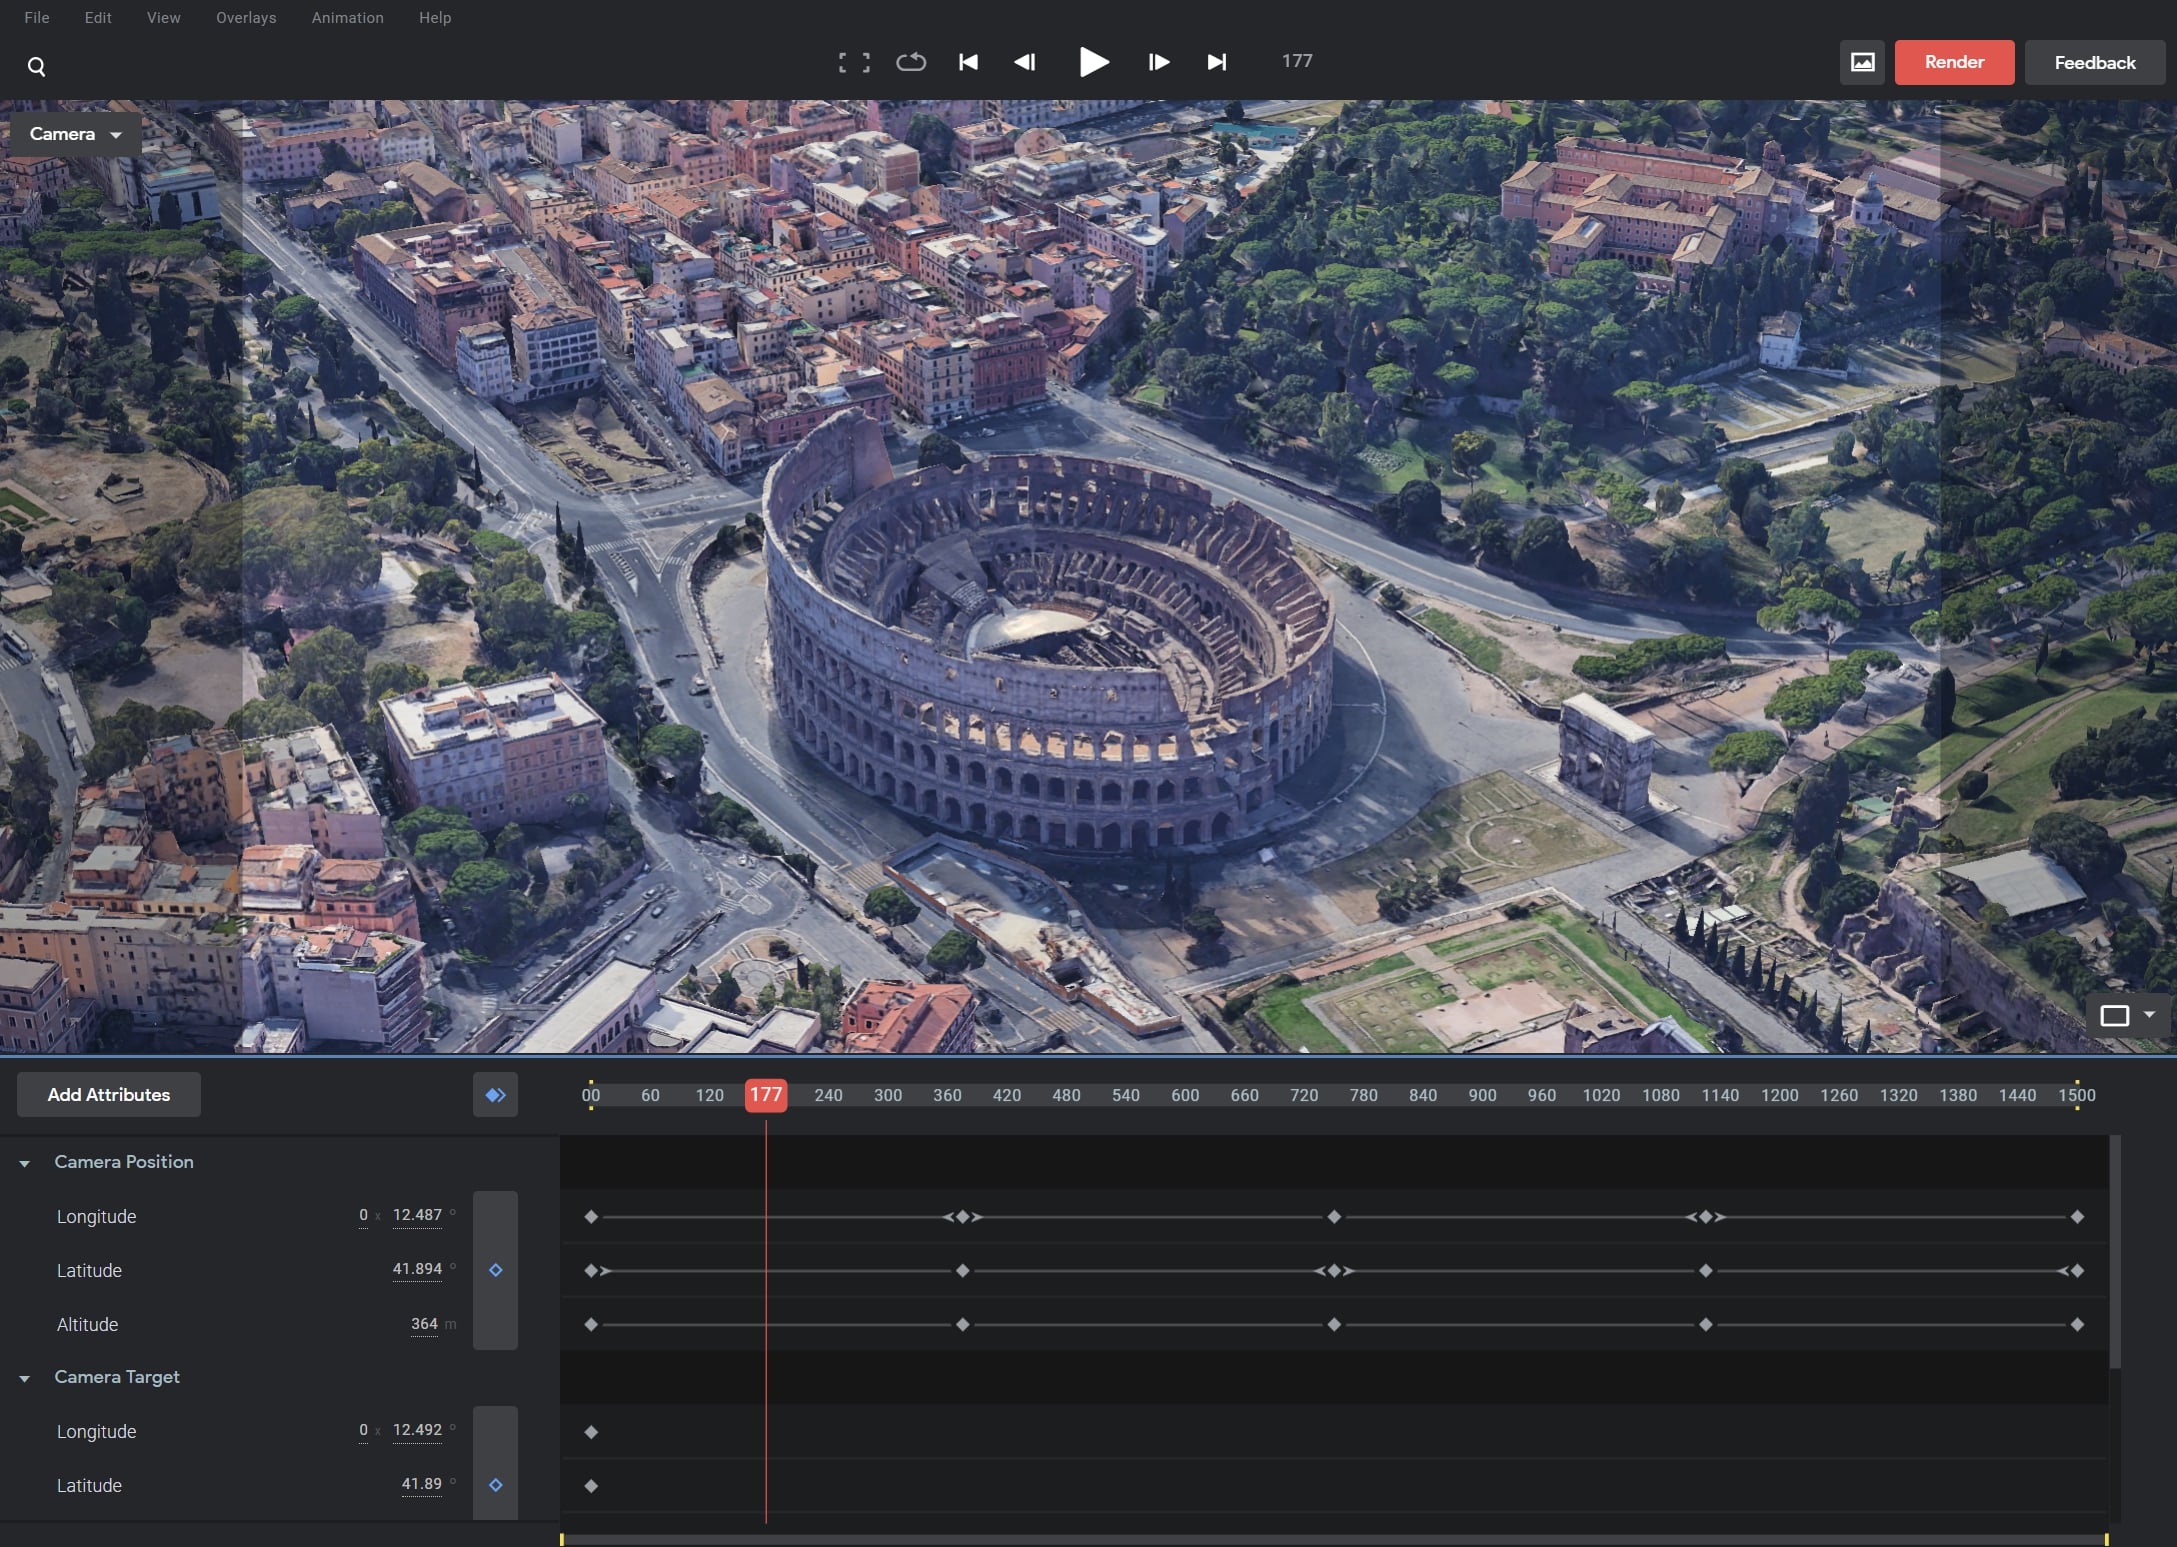 File Edit View Overlays Animation Help
177 Render Feedback
Camera
Add Attributes
00 60 120 177 240 300 360 420 480 540 600 660 720 780 840 900 960 1020 1080 1140 1200 1260 1320 1380 1440 1500
Camera Position
Longitude 0 x 12.487 °
Latitude 41.894 °
Altitude 364 m
Camera Target
Longitude 0 x 12.492 °
Latitude 41.89 °